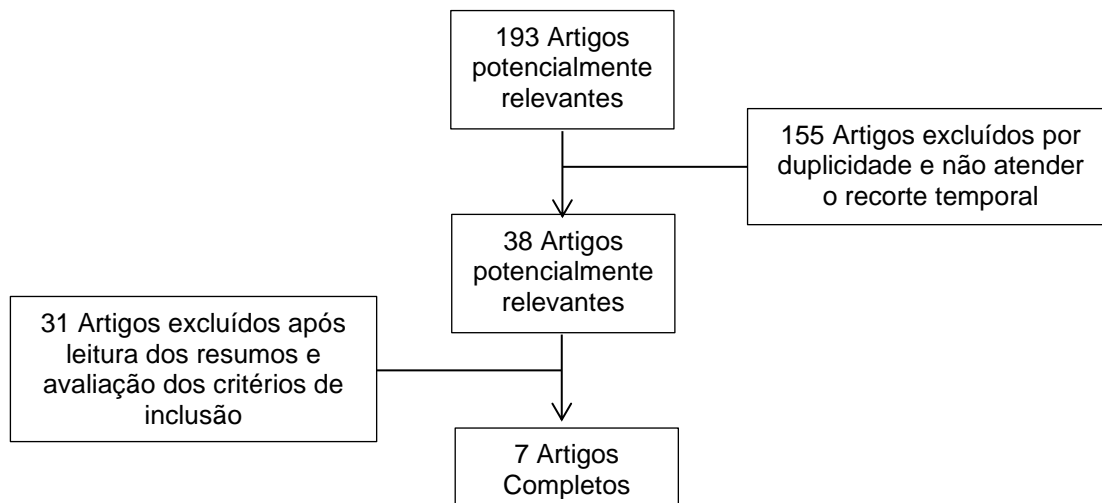 193 Artigos
potencialmente
relevantes
155 Artigos excluídos por
duplicidade e não atender
o recorte temporal
38 Artigos
potencialmente
relevantes
31 Artigos excluídos após
leitura dos resumos e
avaliação dos critérios de
inclusão
7 Artigos
Completos